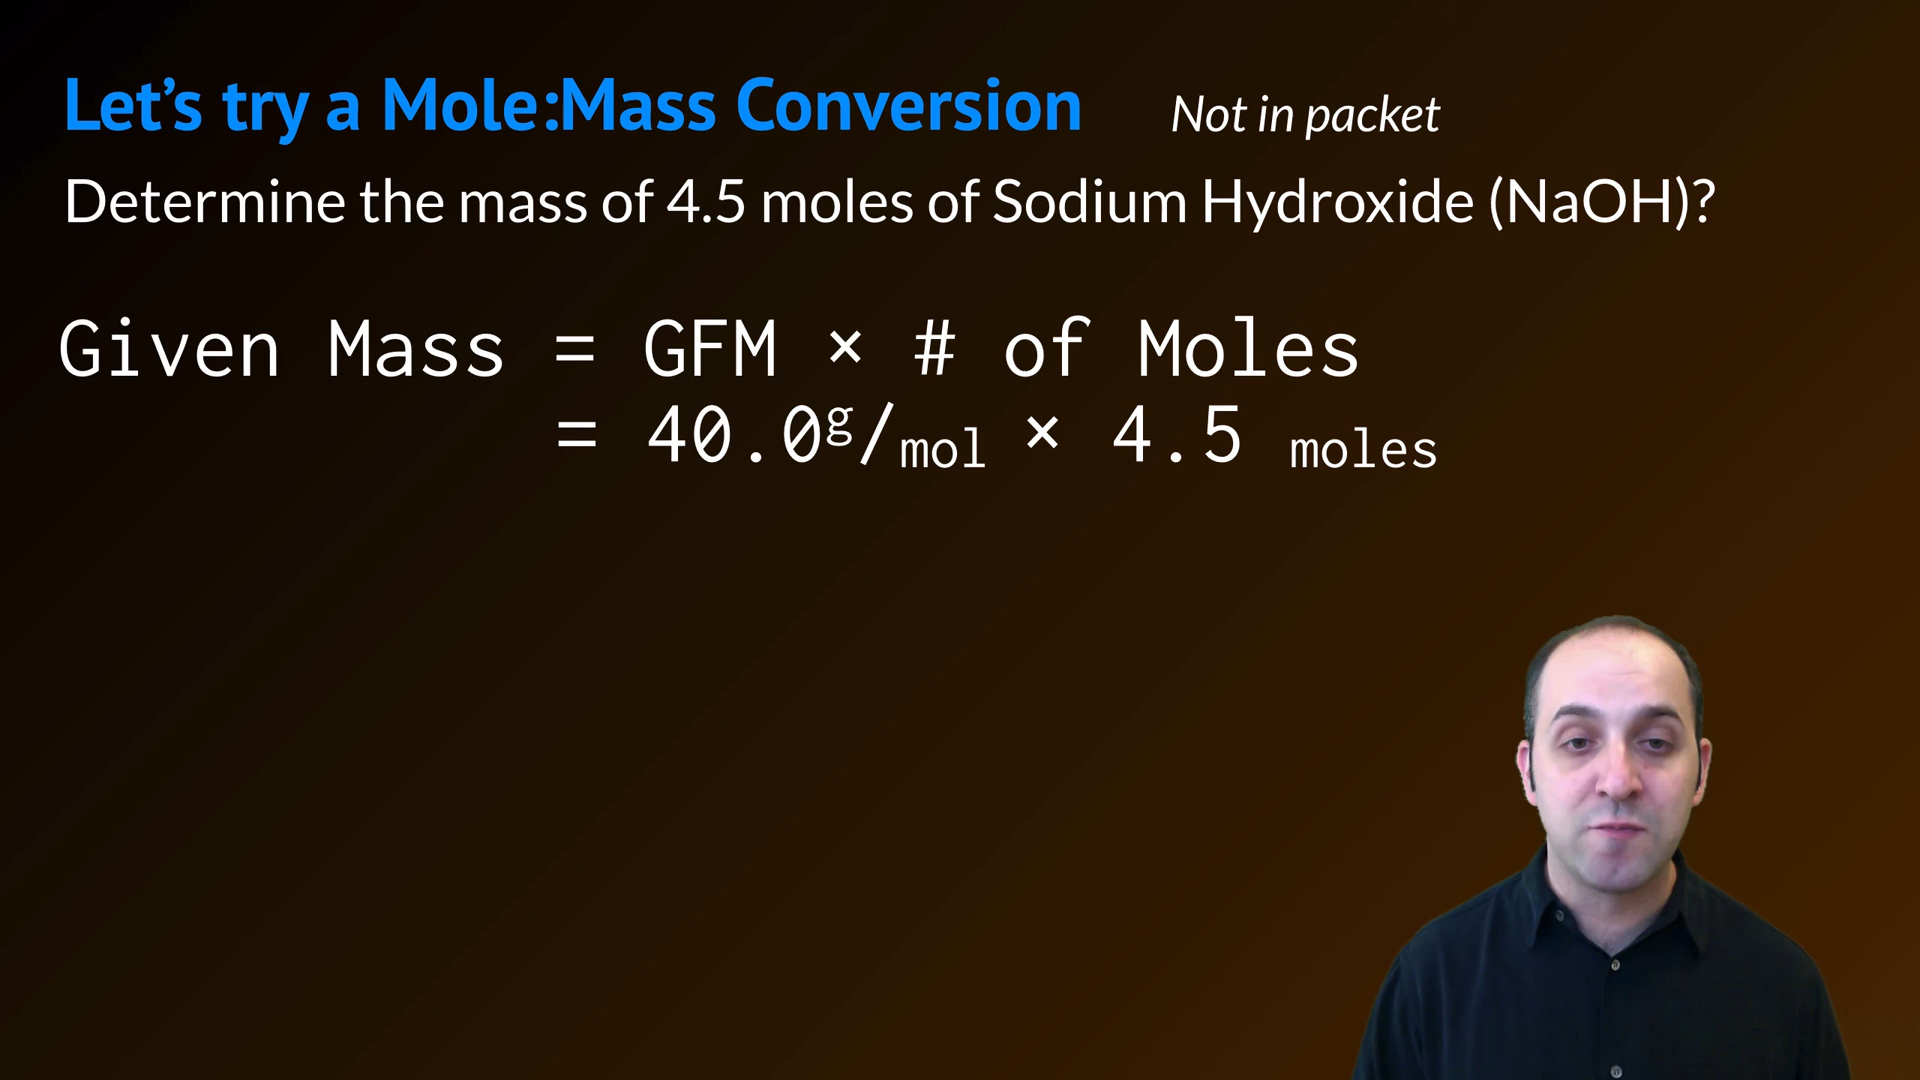 Let’s try a Mole:Mass Conversion Not in packet
Determine the mass of 4.5 moles of Sodium Hydroxide (NaOH)?
Given Mass = GFM × # of Moles
= 40.0g/mol × 4.5 moles